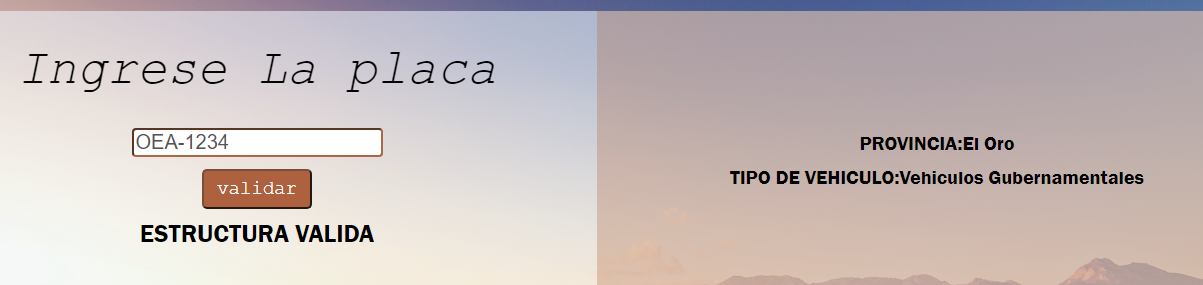 Ingrese La placa
OEA-1234
validar
ESTRUCTURA VALIDA
PROVINCIA:El Oro
TIPO DE VEHICULO:Vehiculos Gubernamentales